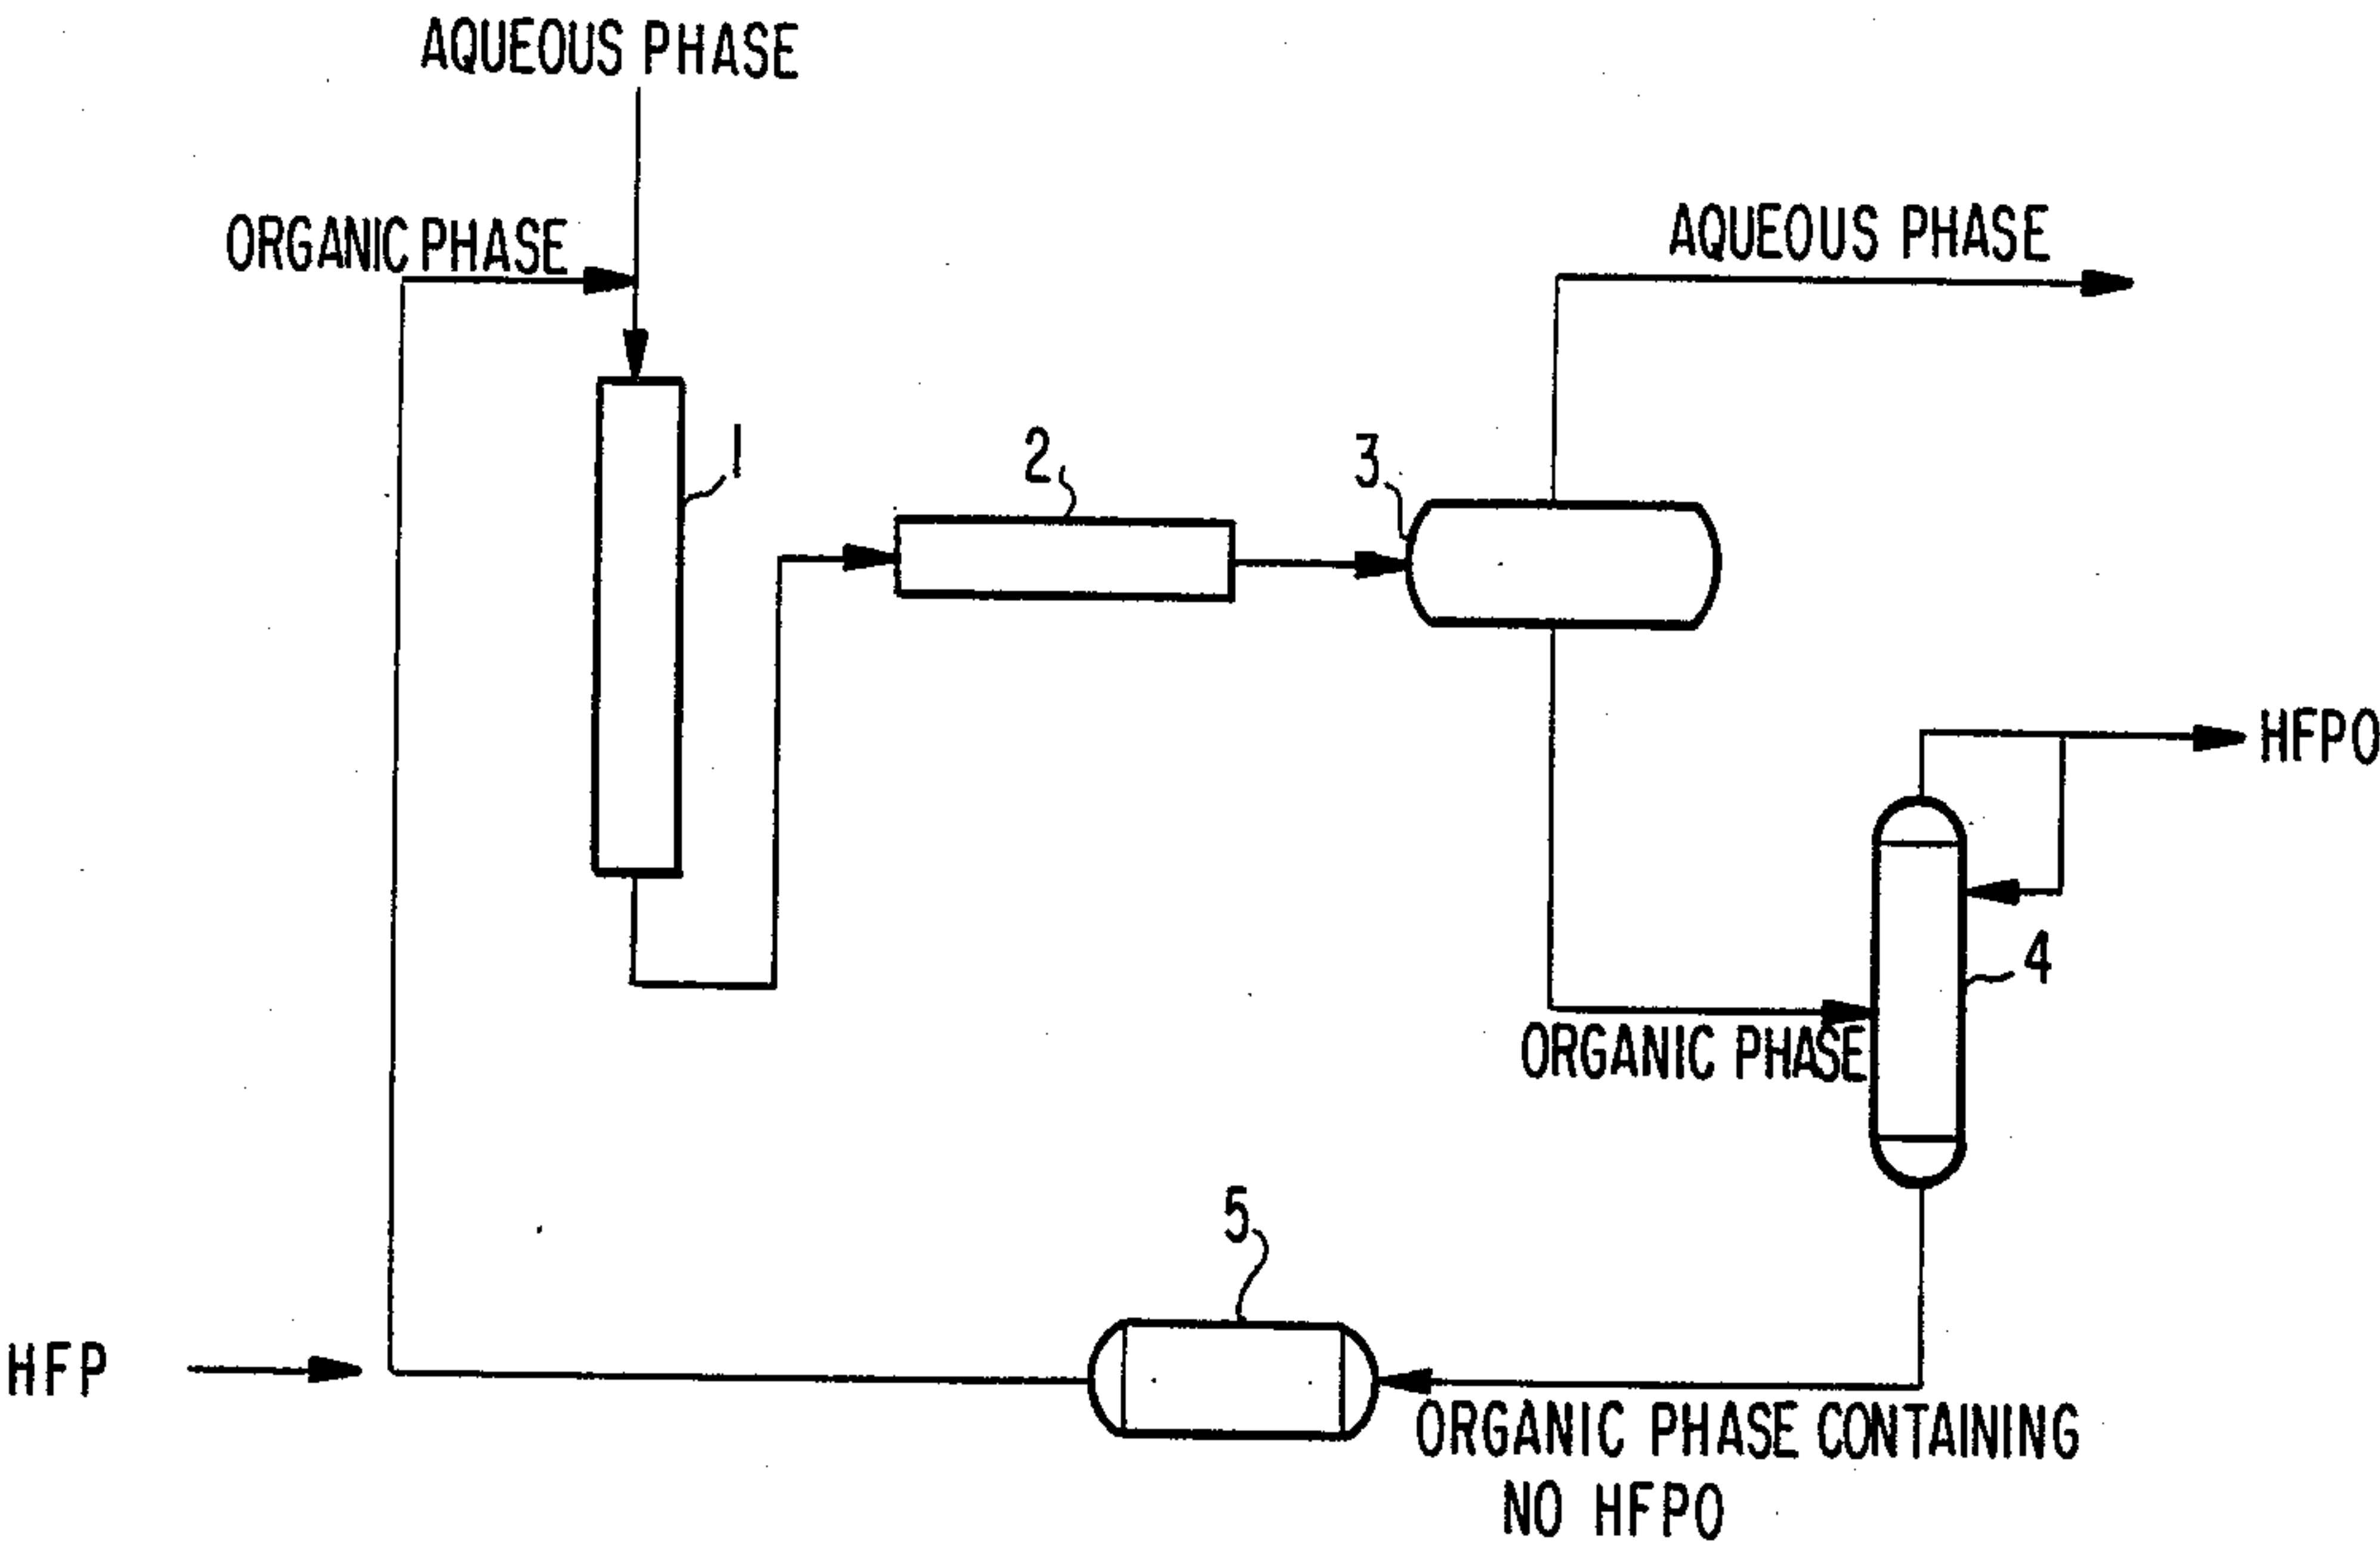 AQUEOUS PHASE
ORGANIC PHASE
AQUEOUS PHASE
1
2
3
HFPO
4
ORGANIC PHASE
5
HFP
ORGANIC PHASE CONTAINING
NO HFPO